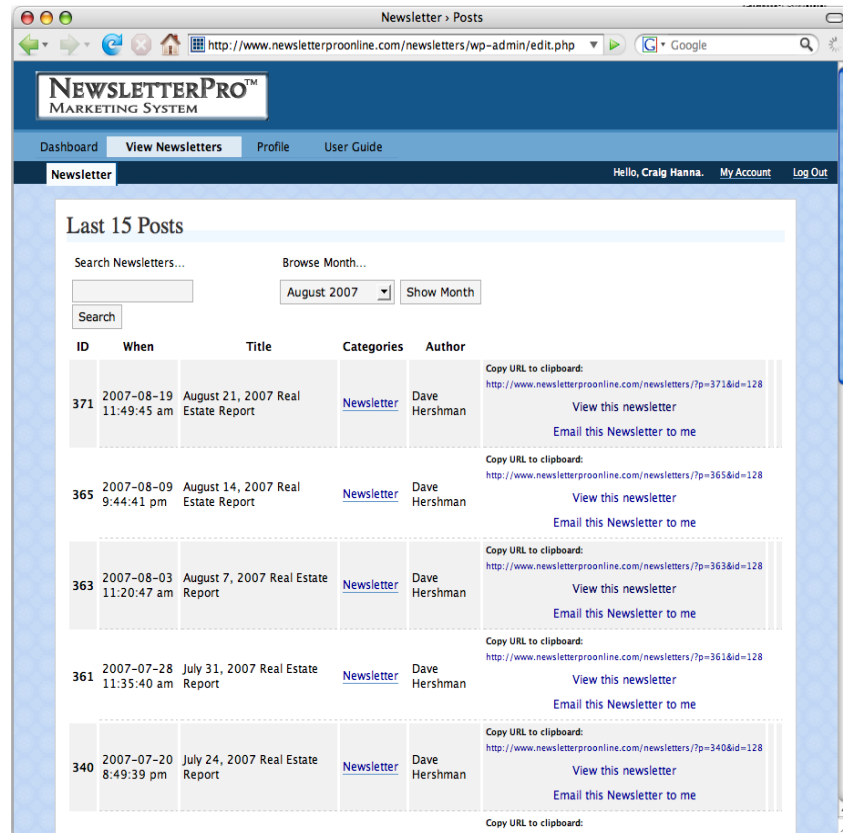 Newsletter › Posts
http://www.newsletterproonline.com/newsletters/wp-admin/edit.php
G Google
NEWSLETTERPRO™
MARKETING SYSTEM
Dashboard View Newsletters Profile User Guide
Newsletter Hello, Craig Hanna. My Account Log Out
Last 15 Posts
Search Newsletters... Browse Month...
August 2007 Show Month
Search
ID When Title Categories Author
Copy URL to clipboard:
http://www.newsletterproonline.com/newsletters/?p=371&id=128
371 2007-08-19 11:49:45 am August 21, 2007 Real Estate Report Newsletter Dave Hershman
View this newsletter
Email this Newsletter to me
Copy URL to clipboard:
http://www.newsletterproonline.com/newsletters/?p=365&id=128
365 2007-08-09 9:44:41 pm August 14, 2007 Real Estate Report Newsletter Dave Hershman
View this newsletter
Email this Newsletter to me
Copy URL to clipboard:
http://www.newsletterproonline.com/newsletters/?p=363&id=128
363 2007-08-03 11:20:47 am August 7, 2007 Real Estate Report Newsletter Dave Hershman
View this newsletter
Email this Newsletter to me
Copy URL to clipboard:
http://www.newsletterproonline.com/newsletters/?p=361&id=128
361 2007-07-28 11:35:40 am July 31, 2007 Real Estate Report Newsletter Dave Hershman
View this newsletter
Email this Newsletter to me
Copy URL to clipboard:
http://www.newsletterproonline.com/newsletters/?p=340&id=128
340 2007-07-20 8:49:39 pm July 24, 2007 Real Estate Report Newsletter Dave Hershman
View this newsletter
Email this Newsletter to me
Copy URL to clipboard: